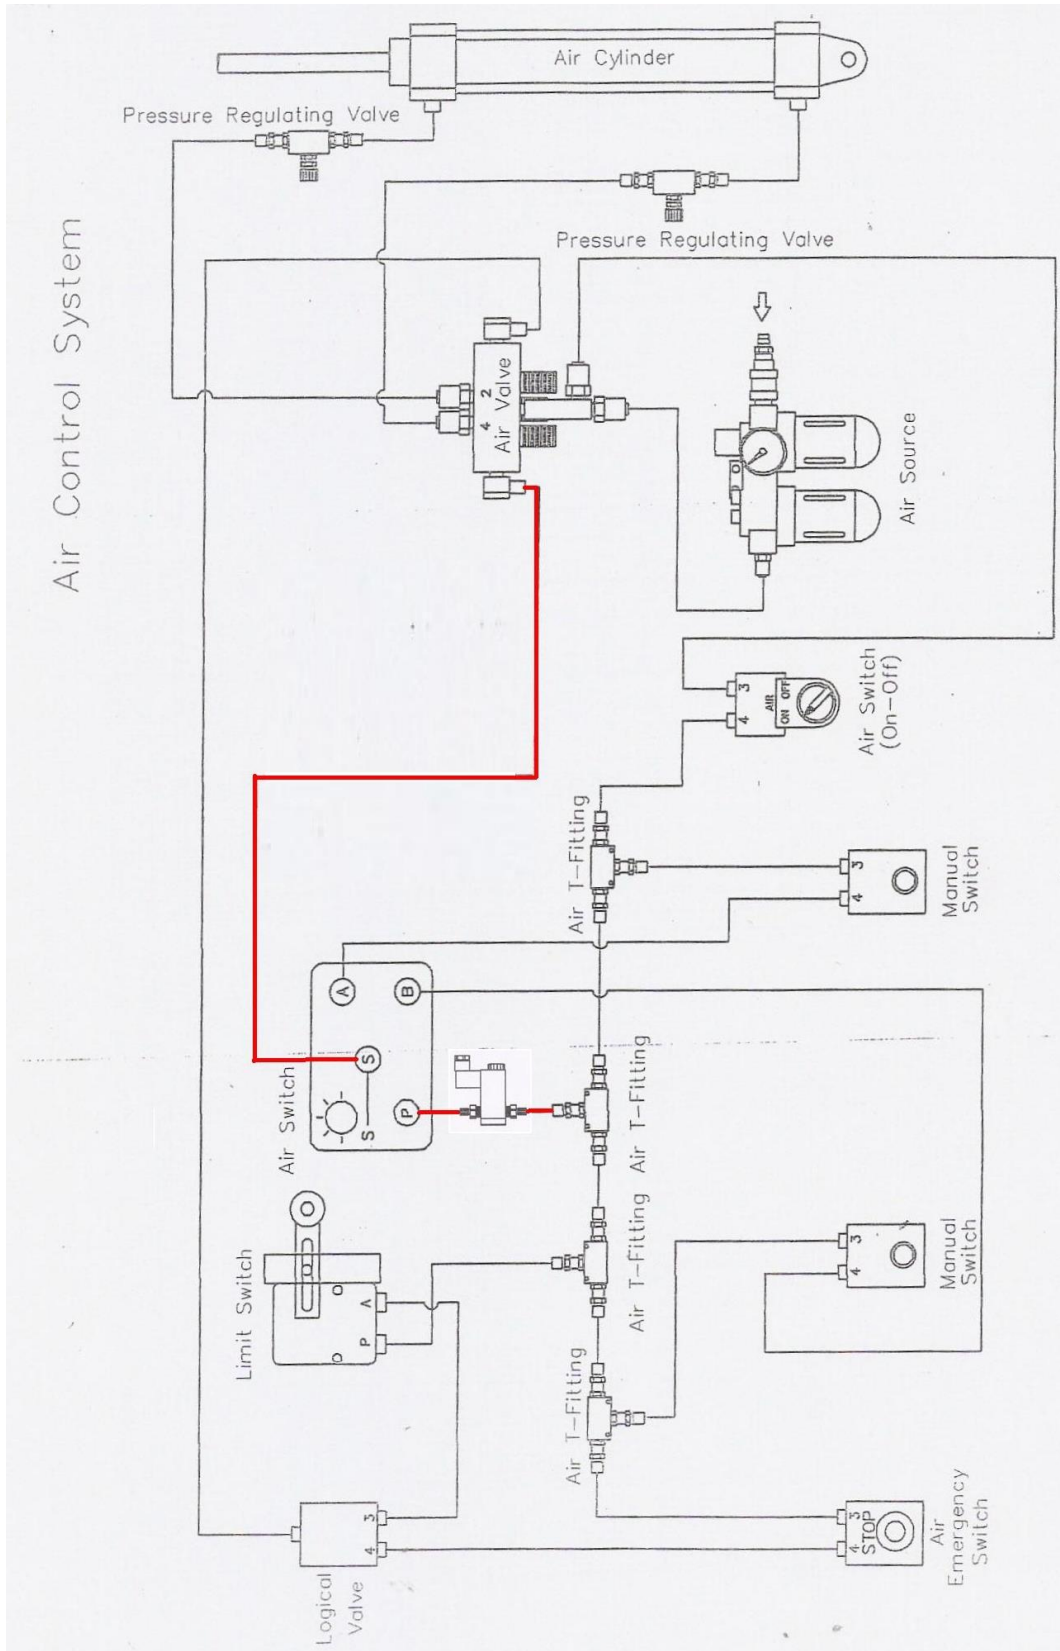 Air Control System
Air Cylinder
Pressure Regulating Valve
Pressure Regulating Valve
2
4
Air Valve
Air Source
3
4
AIR
ON OFF
Air Switch
(On-Off)
Air T-Fitting
3
4
Manual
Switch
A
B
S
S
P
Air Switch
Air T-Fitting
Air T-Fitting
Limit Switch
A
P
3
4
Manual
Switch
Air T-Fitting
3
4
Logical
Valve
3
4
STOP
Air
Emergency
Switch